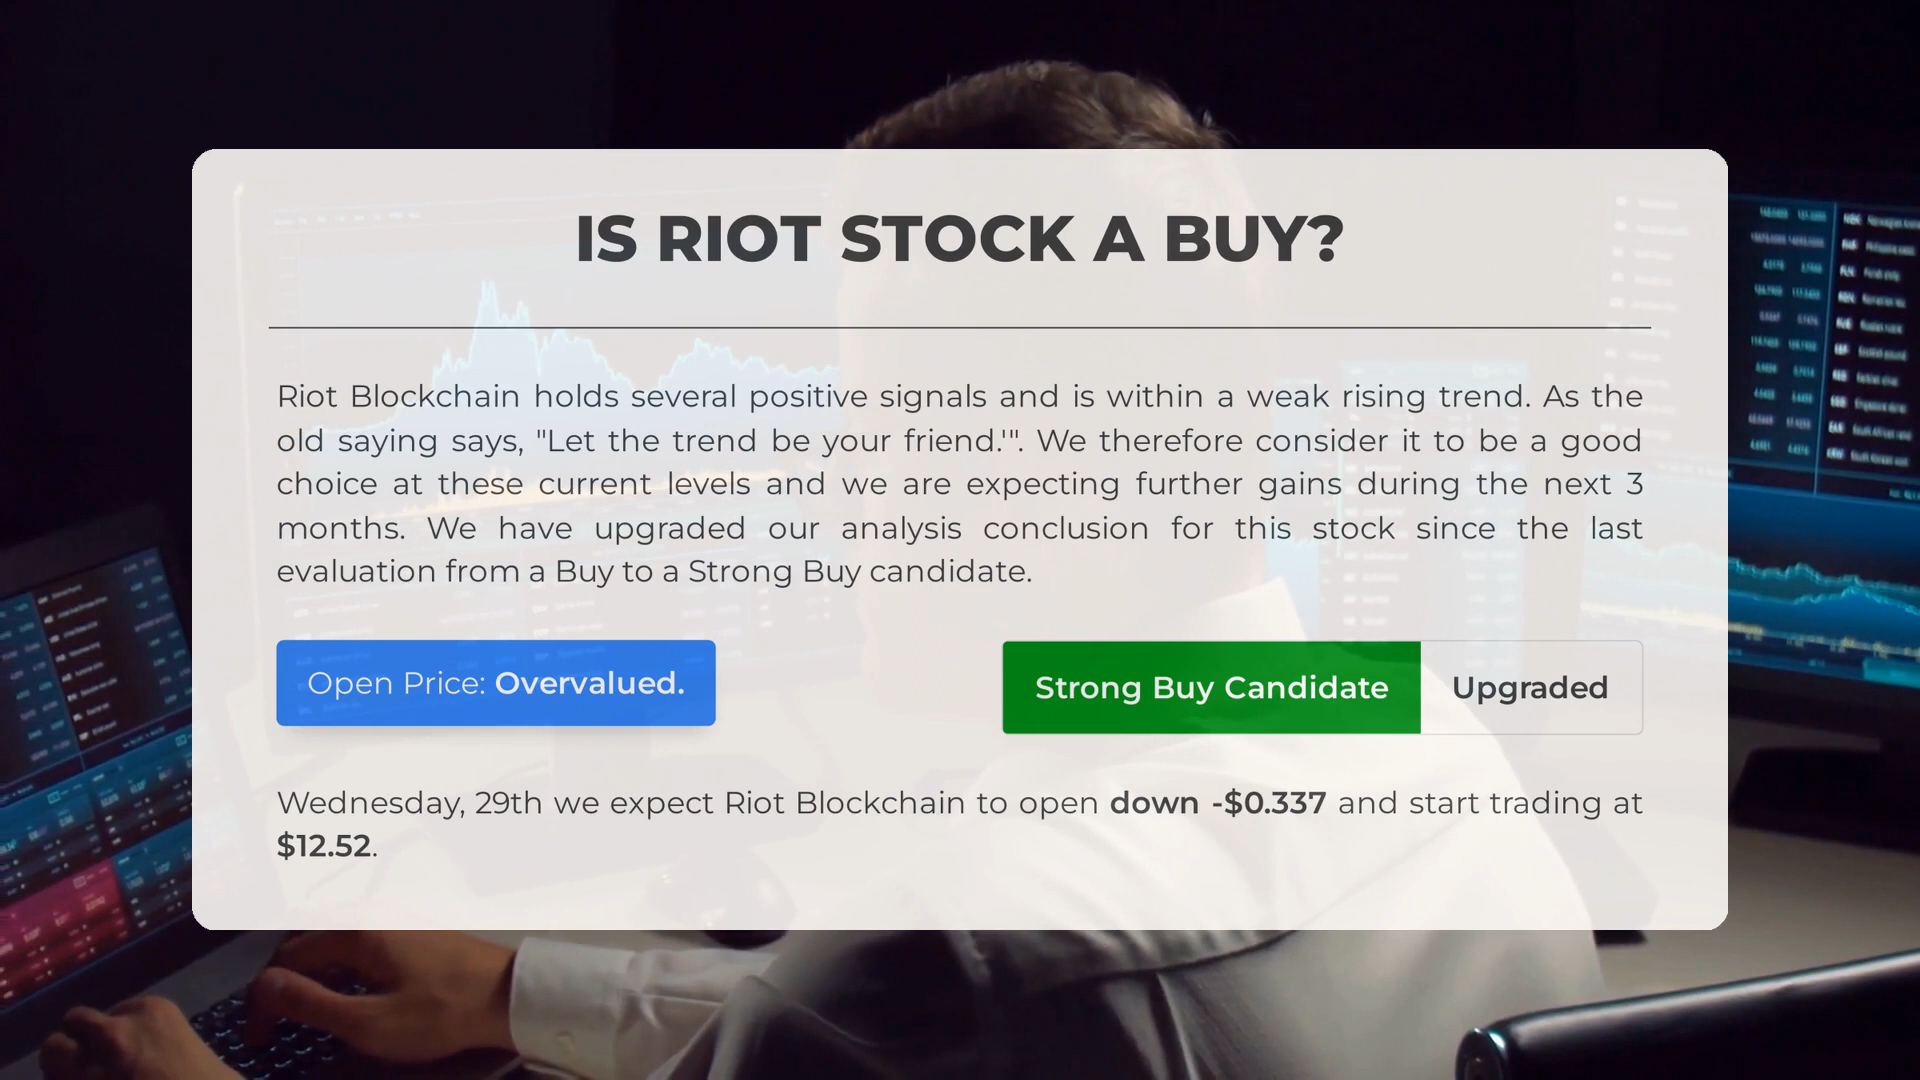 IS RIOT STOCK A BUY?
Riot Blockchain holds several positive signals and is within a weak rising trend. As the
old saying says, "Let the trend be your friend.'". We therefore consider it to be a good
choice at these current levels and we are expecting further gains during the next 3
months. We have upgraded our analysis conclusion for this stock since the last
evaluation from a Buy to a Strong Buy candidate.
Open Price: Overvalued.
Strong Buy Candidate Upgraded
Wednesday, 29th we expect Riot Blockchain to open down -$0.337 and start trading at
$12.52.